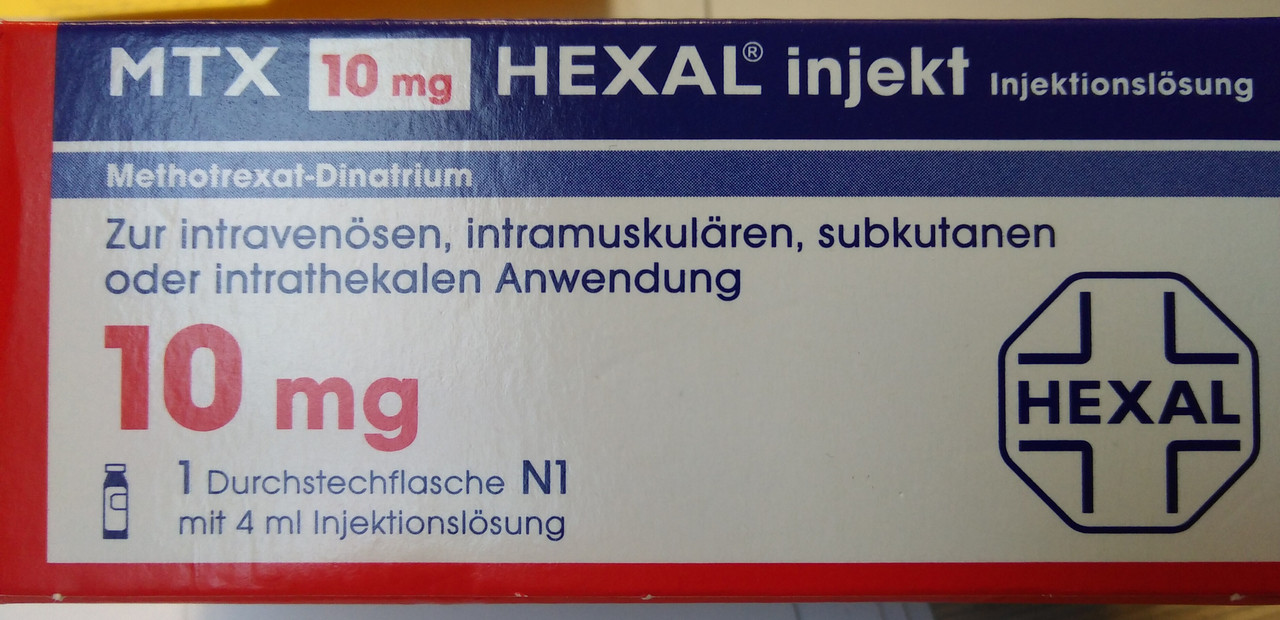 MTX 10 mg HEXAL® injekt Injektionslösung
Methotrexat-Dinatrium
Zur intravenösen, intramuskulären, subkutanen
oder intrathekalen Anwendung
10 mg
1 Durchstechflasche N1
mit 4 ml Injektionslösung
HEXAL